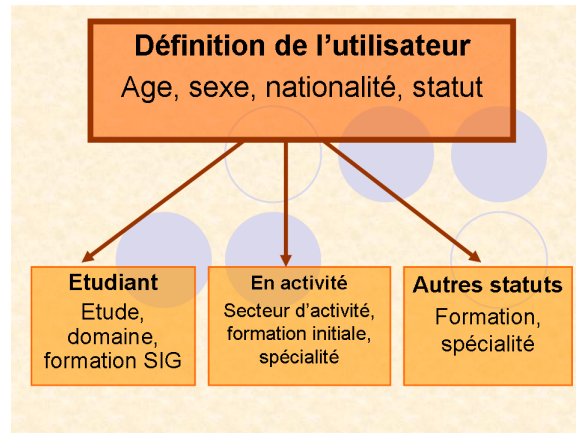 Définition de l’utilisateur
Age, sexe, nationalité, statut
Etudiant
Etude,
domaine,
formation SIG
En activité
Secteur d’activité,
formation initiale,
spécialité
Autres statuts
Formation,
spécialité